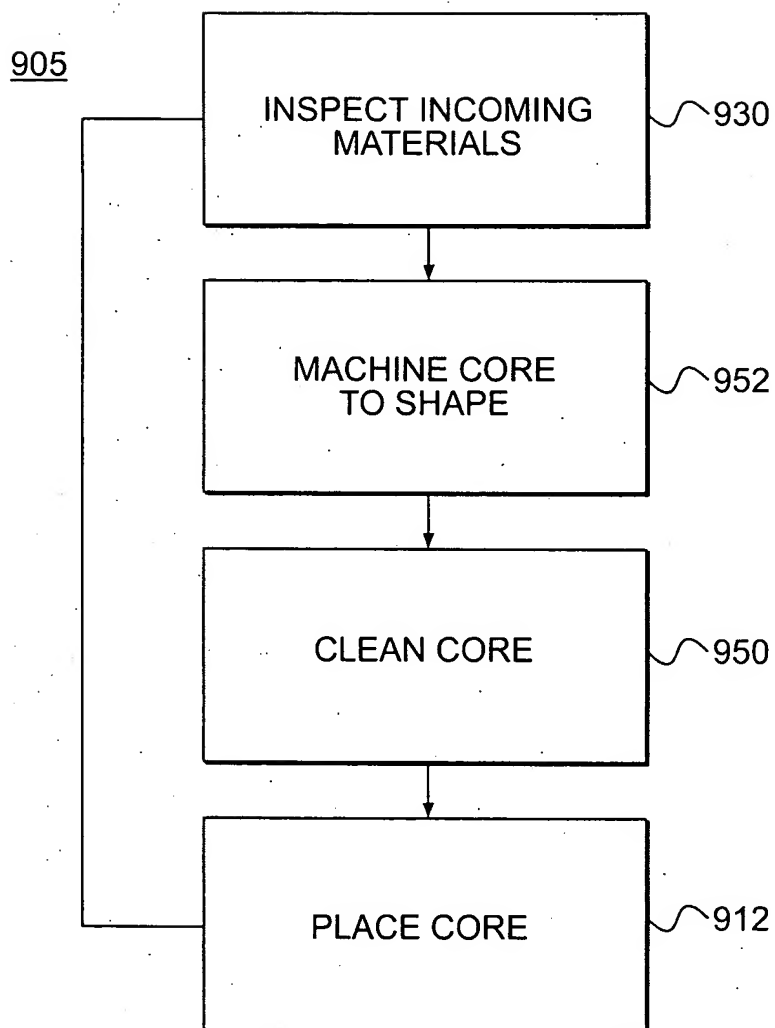 905
INSPECT INCOMING
MATERIALS
930
MACHINE CORE
TO SHAPE
952
CLEAN CORE
950
PLACE CORE
912